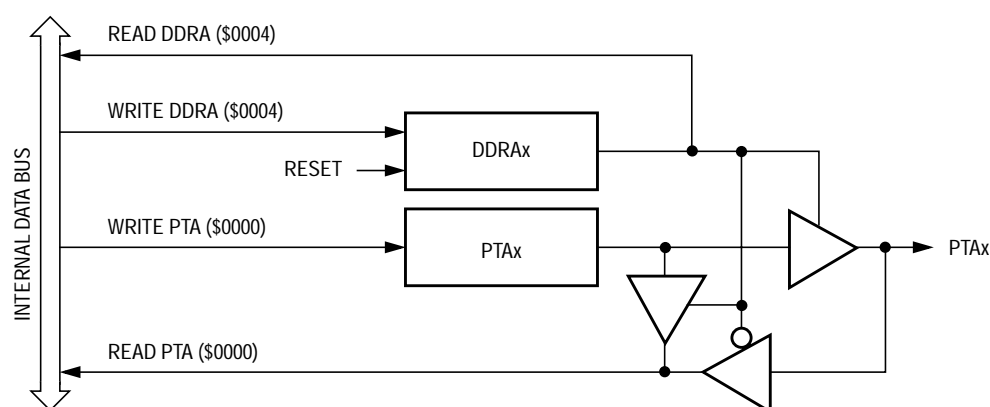 READ DDRA ($0004)
WRITE DDRA ($0004)
DDRAx
RESET
INTERNAL DATA BUS
WRITE PTA ($0000)
PTAx
PTAx
READ PTA ($0000)